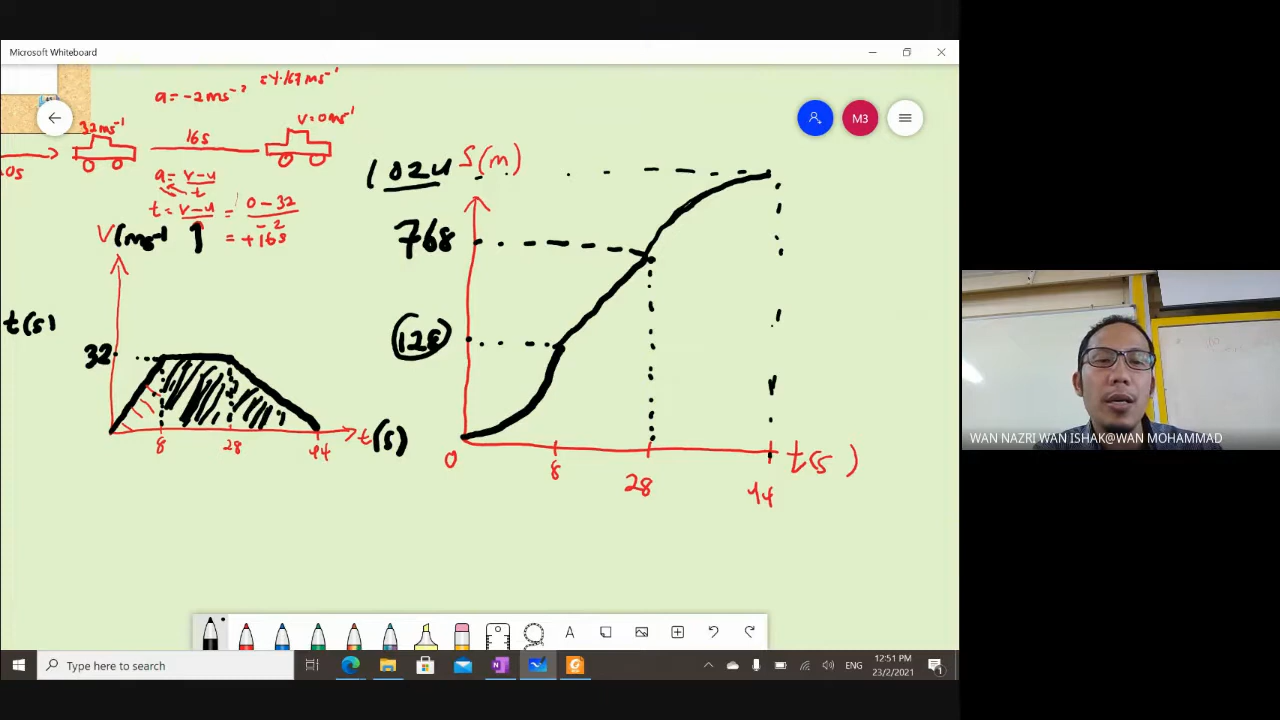 Microsoft Whiteboard
a = -2ms⁻²
32ms⁻¹
16s
V=0ms⁻¹
0s
a = v-u
t
t = v-u = 0-32
-2
= +16s
V(ms⁻¹)
t(s)
32
8
28
44
t(s)
1024
S(m)
768
128
0
8
28
44
t(s)
M3
WAN NAZRI WAN ISHAK@WAN MOHAMMAD
A
Type here to search
ENG
12:51 PM
23/2/2021
1